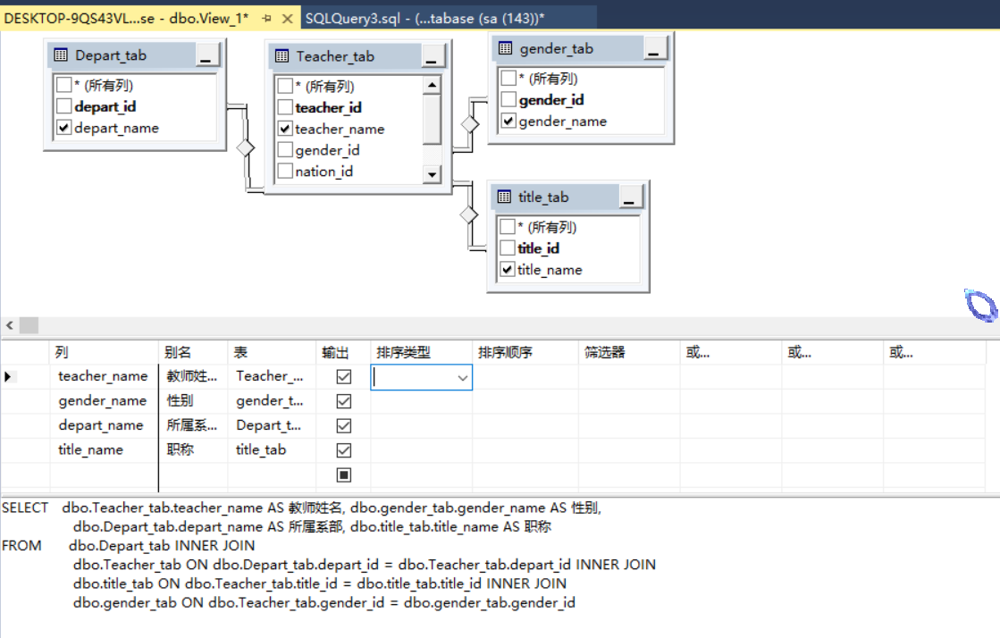 DESKTOP-9QS43VL...se - dbo.View_1* SQLQuery3.sql - (...tabase (sa (143))*
Depart_tab
* (所有列)
depart_id
depart_name
Teacher_tab
* (所有列)
teacher_id
teacher_name
gender_id
nation_id
gender_tab
* (所有列)
gender_id
gender_name
title_tab
* (所有列)
title_id
title_name
列 别名 表 输出 排序类型 排序顺序 筛选器 或... 或... 或...
teacher_name 教师姓... Teacher_...
gender_name 性别 gender_t...
depart_name 所属系... Depart_t...
title_name 职称 title_tab
SELECT dbo.Teacher_tab.teacher_name AS 教师姓名, dbo.gender_tab.gender_name AS 性别,
dbo.Depart_tab.depart_name AS 所属系部, dbo.title_tab.title_name AS 职称
FROM dbo.Depart_tab INNER JOIN
dbo.Teacher_tab ON dbo.Depart_tab.depart_id = dbo.Teacher_tab.depart_id INNER JOIN
dbo.title_tab ON dbo.Teacher_tab.title_id = dbo.title_tab.title_id INNER JOIN
dbo.gender_tab ON dbo.Teacher_tab.gender_id = dbo.gender_tab.gender_id